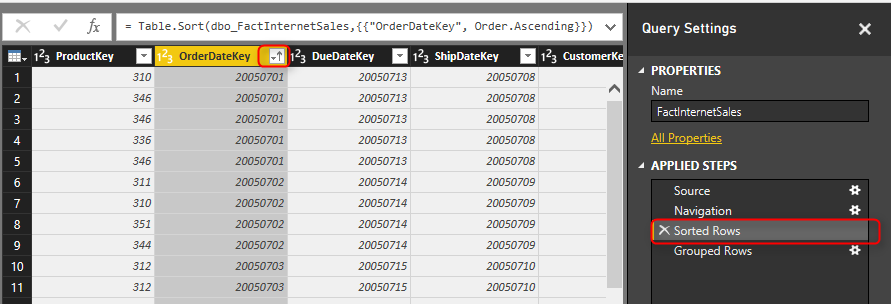 fx = Table.Sort(dbo_FactInternetSales,{{"OrderDateKey", Order.Ascending}})
1²3 ProductKey 1²3 OrderDateKey 1²3 DueDateKey 1²3 ShipDateKey 1²3 CustomerKe
1 310 20050701 20050713 20050708
2 346 20050701 20050713 20050708
3 346 20050701 20050713 20050708
4 336 20050701 20050713 20050708
5 346 20050701 20050713 20050708
6 311 20050702 20050714 20050709
7 310 20050702 20050714 20050709
8 351 20050702 20050714 20050709
9 344 20050702 20050714 20050709
10 312 20050703 20050715 20050710
11 312 20050703 20050715 20050710
Query Settings
PROPERTIES
Name
FactInternetSales
All Properties
APPLIED STEPS
Source
Navigation
Sorted Rows
Grouped Rows